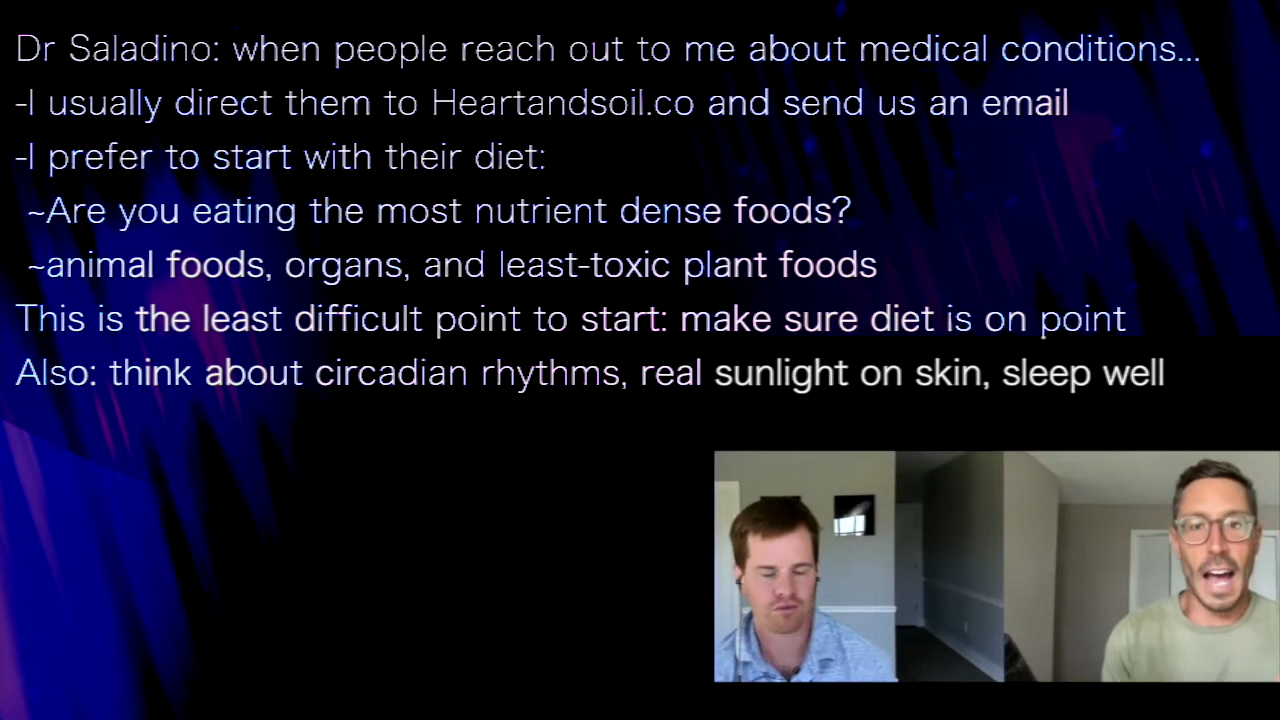 Dr Saladino: when people reach out to me about medical conditions...
-I usually direct them to Heartandsoil.co and send us an email
-I prefer to start with their diet:
~Are you eating the most nutrient dense foods?
~animal foods, organs, and least-toxic plant foods
This is the least difficult point to start: make sure diet is on point
Also: think about circadian rhythms, real sunlight on skin, sleep well